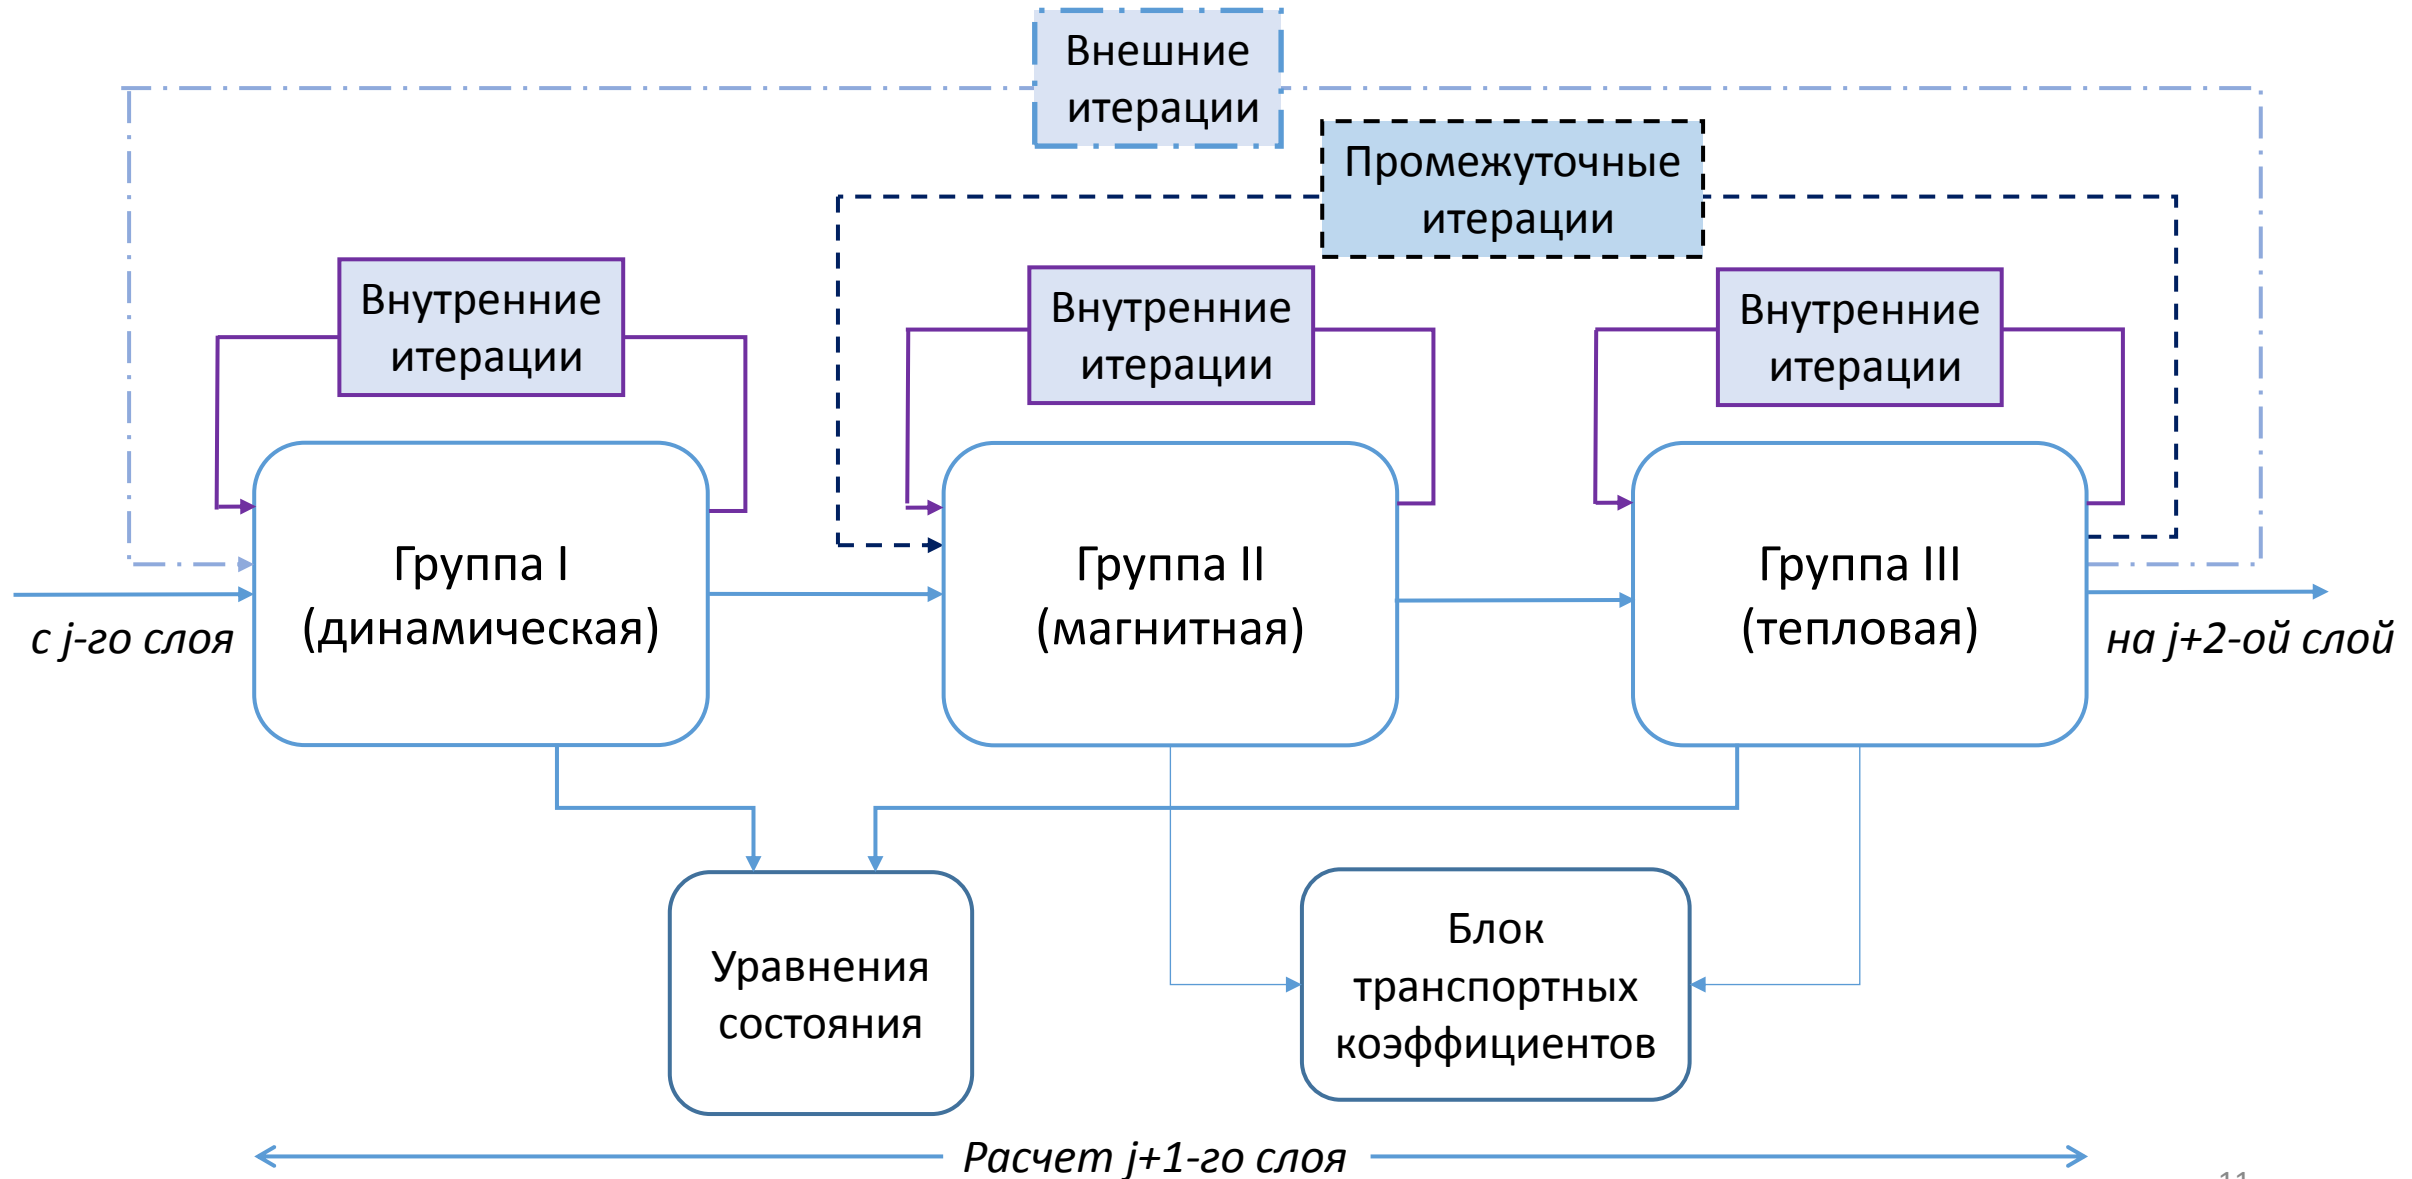 Внешние
итерации
Промежуточные
итерации
Внутренние
итерации
Внутренние
итерации
Внутренние
итерации
Группа I
(динамическая)
Группа II
(магнитная)
Группа III
(тепловая)
с j-го слоя
на j+2-ой слой
Уравнения
состояния
Блок
транспортных
коэффициентов
Расчет j+1-го слоя
11